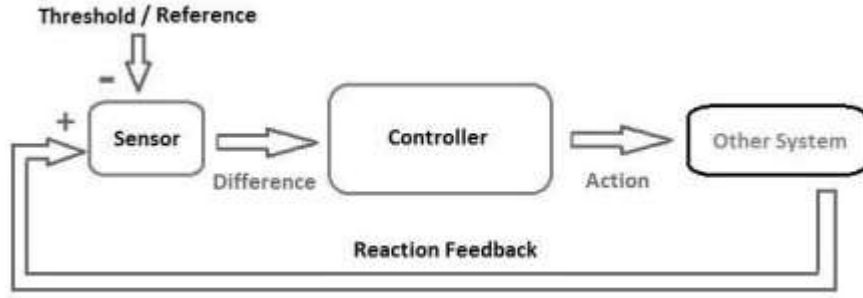 Threshold / Reference
-
+
Sensor
Controller
Other System
Difference
Action
Reaction Feedback